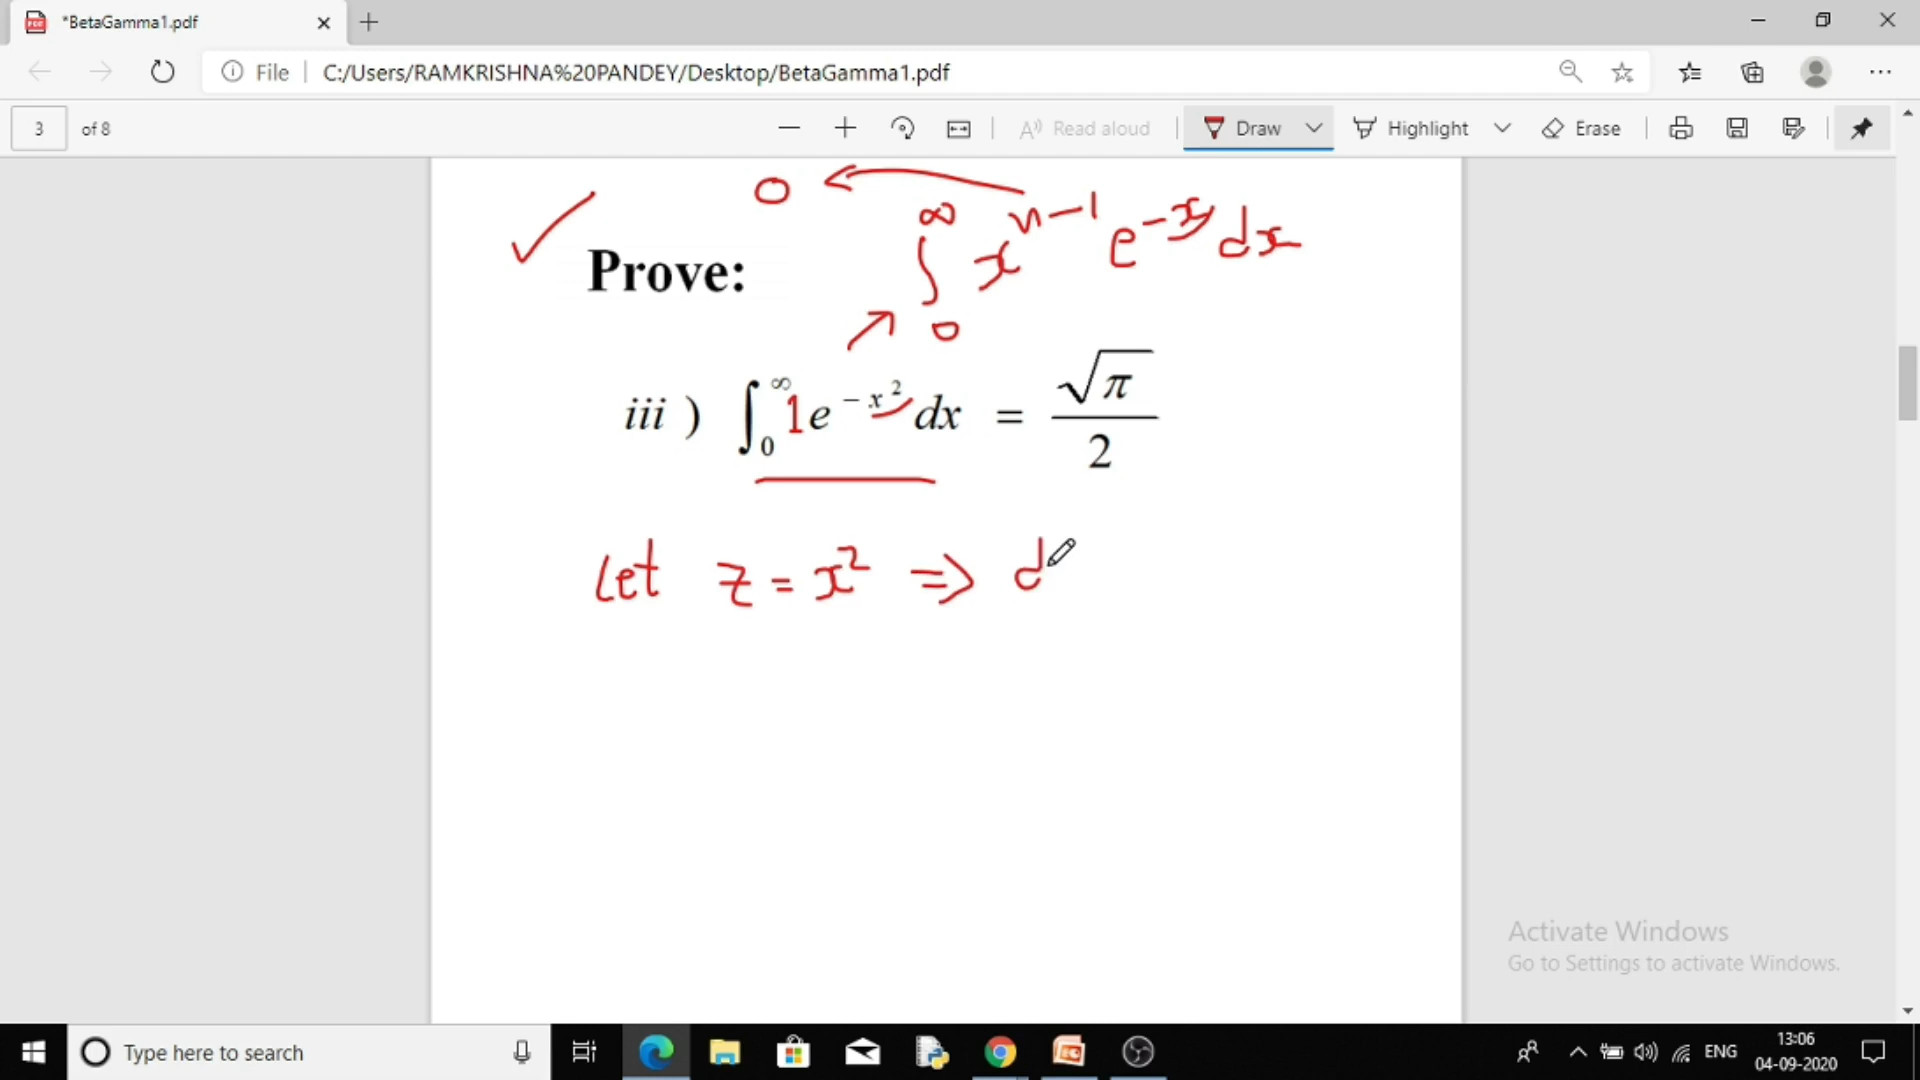 *BetaGamma1.pdf
File C:/Users/RAMKRISHNA%20PANDEY/Desktop/BetaGamma1.pdf
3 of 8 Read aloud Draw Highlight Erase
0
∫₀^∞ x^(n-1) e^(-x) dx
Prove:
iii ) ∫₀^∞ 1 e^(-x²) dx = √π / 2
Let z = x² ⇒ d
Activate Windows
Go to Settings to activate Windows.
Type here to search
ENG
13:06
04-09-2020